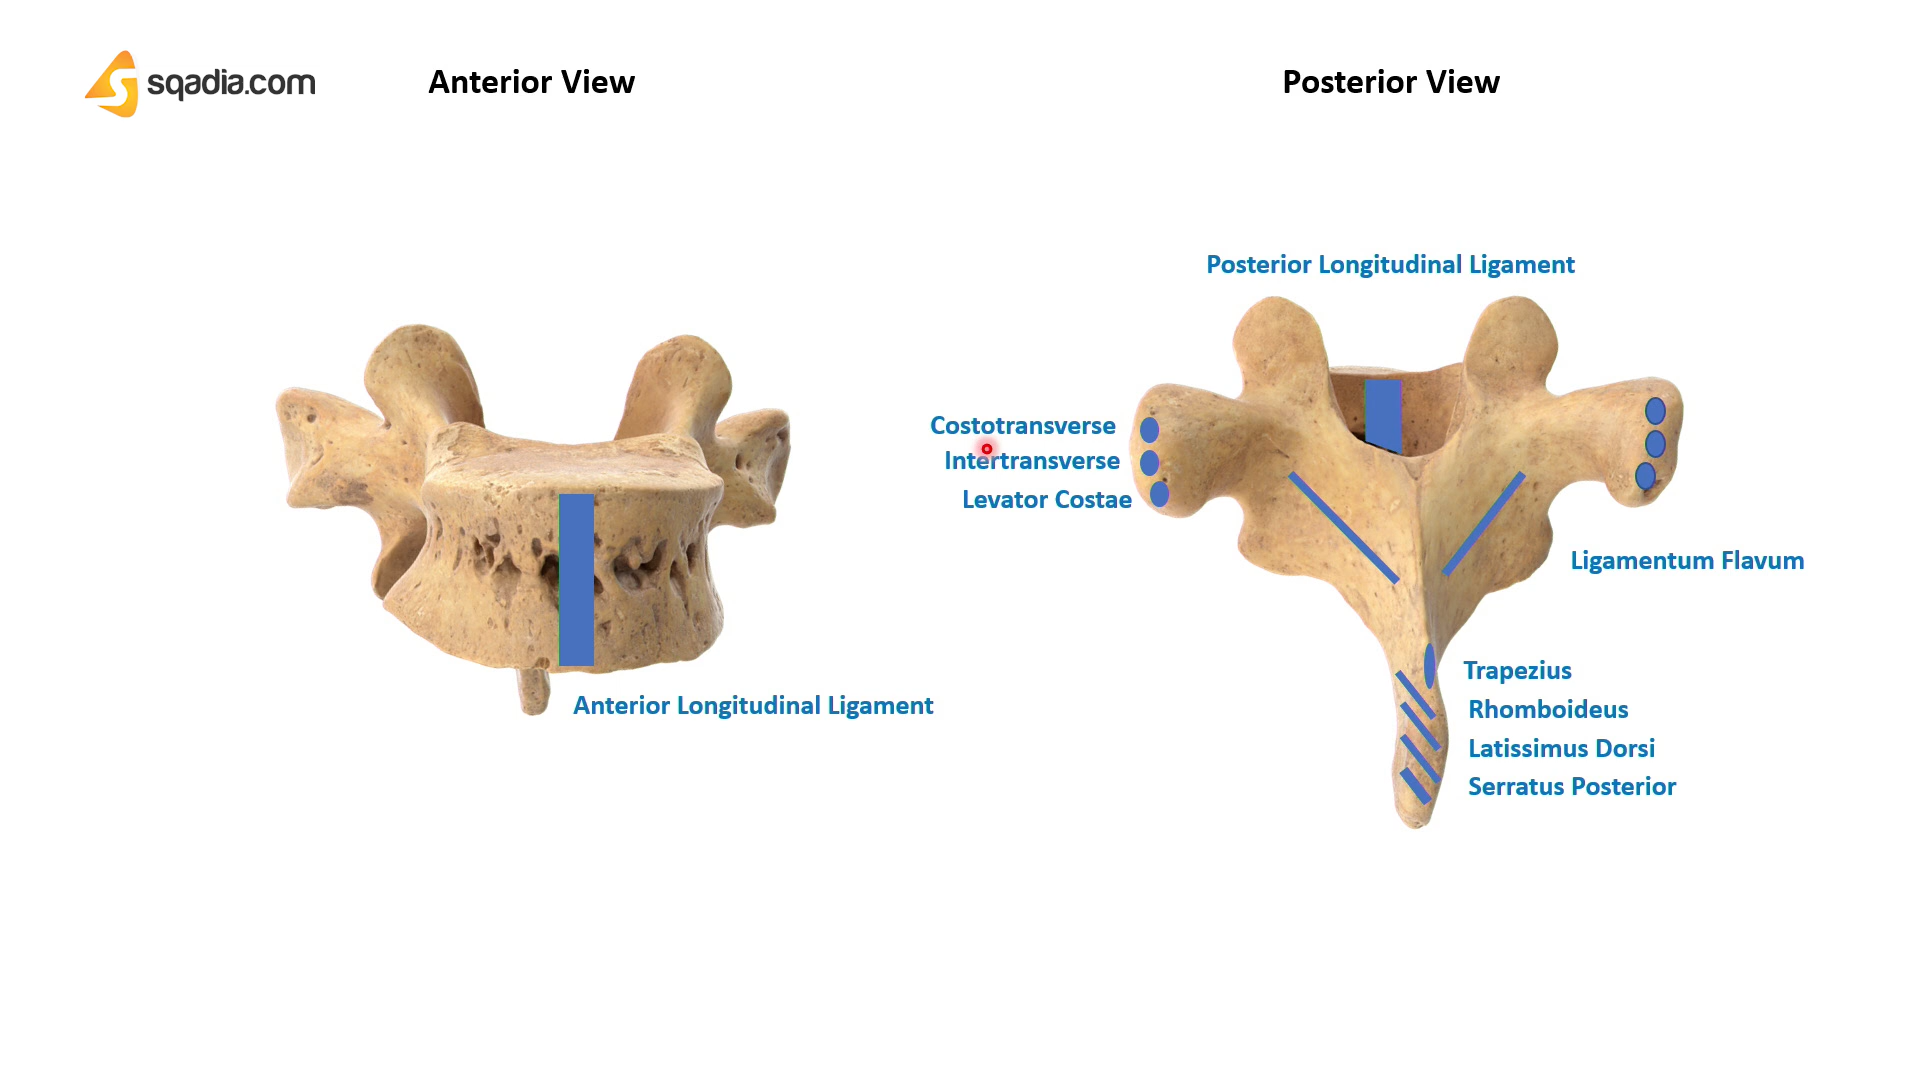 sqadia.com
Anterior View
Posterior View
Posterior Longitudinal Ligament
Costotransverse
Intertransverse
Levator Costae
Ligamentum Flavum
Trapezius
Rhomboideus
Latissimus Dorsi
Serratus Posterior
Anterior Longitudinal Ligament